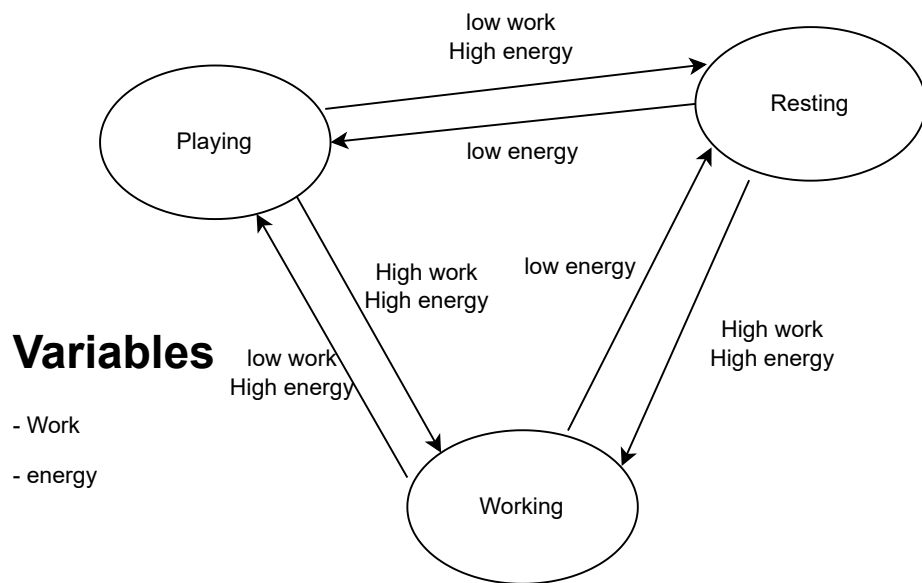 low work
High energy
Resting
Playing
low energy
High work
High energy
low energy
High work
High energy
Variables
low work
High energy
- Work
- energy
Working